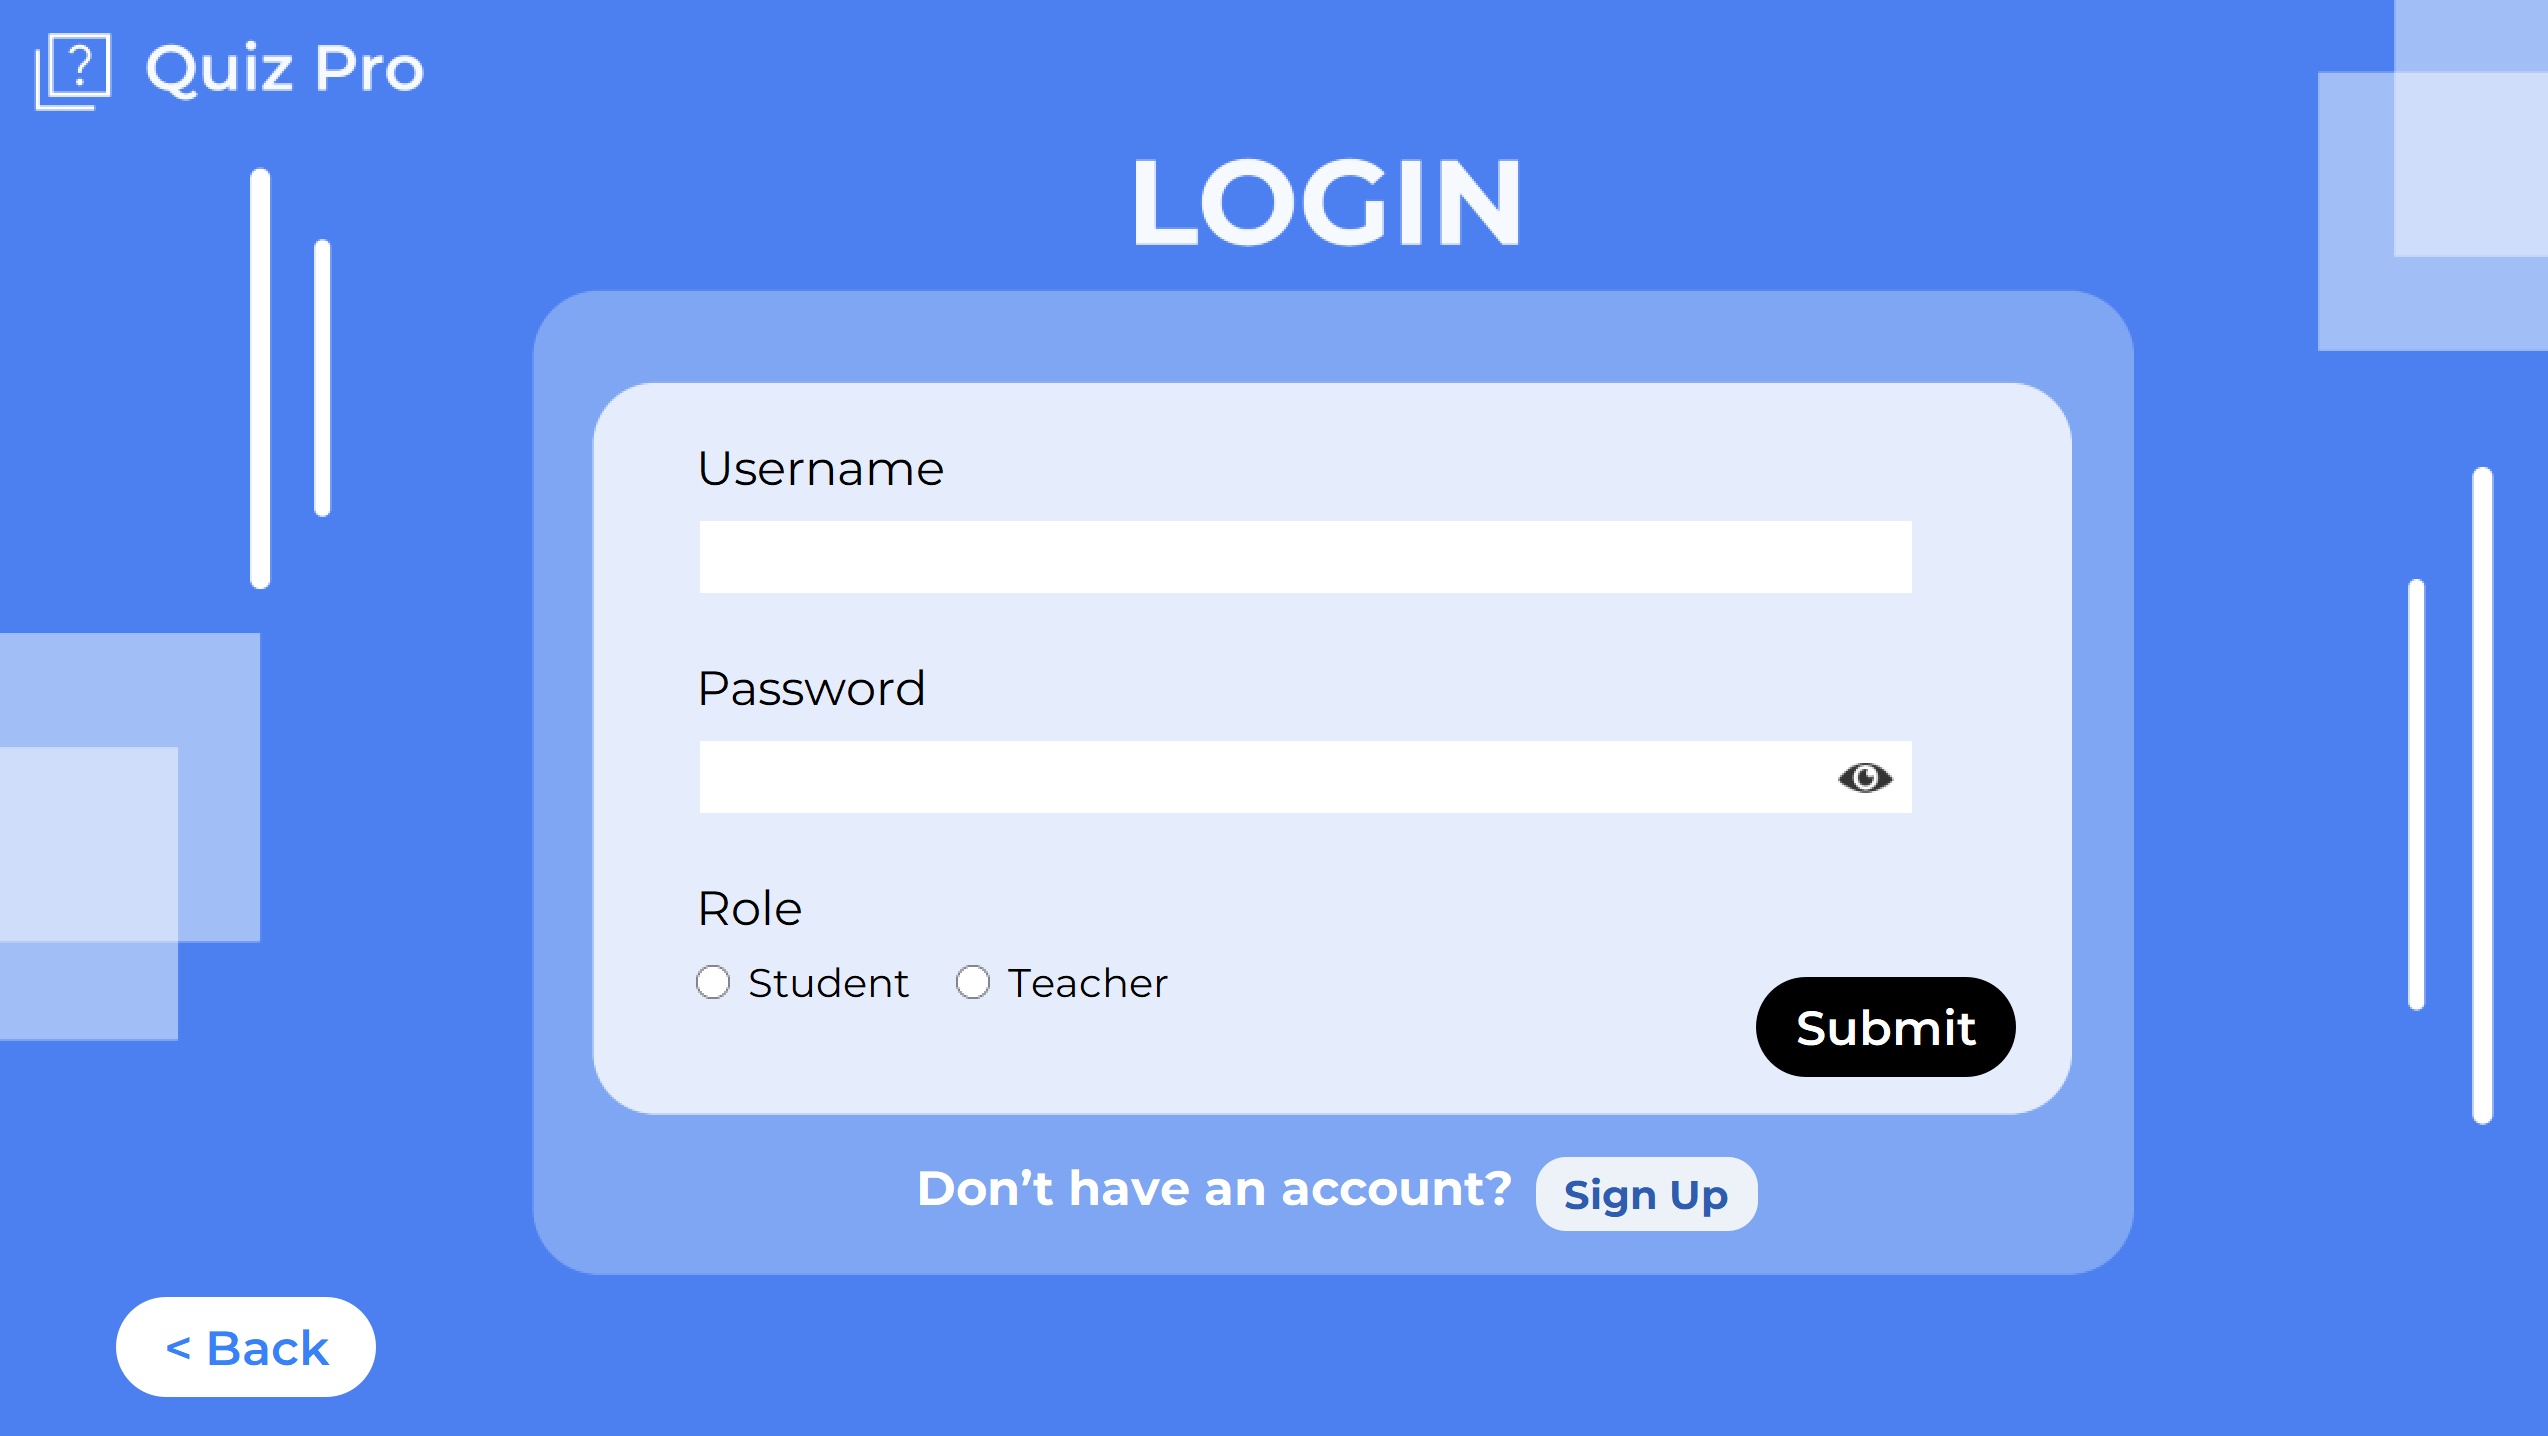 ? Quiz Pro
LOGIN
Username
Password
Role
Student Teacher
Submit
Don’t have an account? Sign Up
< Back